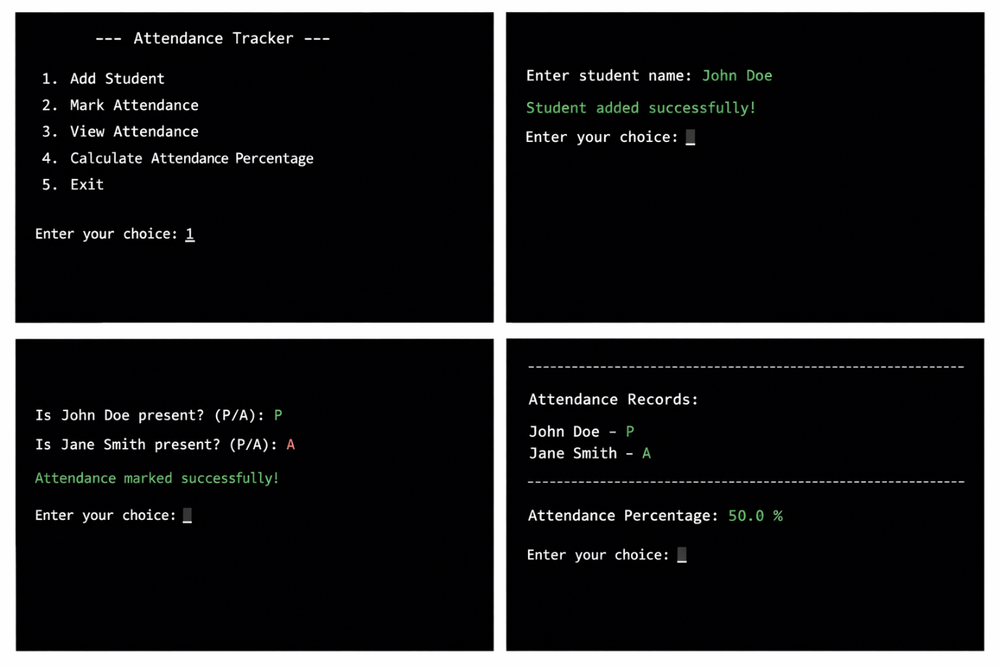 --- Attendance Tracker ---
1. Add Student
2. Mark Attendance
3. View Attendance
4. Calculate Attendance Percentage
5. Exit
Enter your choice: 1
Enter student name: John Doe
Student added successfully!
Enter your choice: _
Is John Doe present? (P/A): P
Is Jane Smith present? (P/A): A
Attendance marked successfully!
Enter your choice: _
------------------------------------------------------------
Attendance Records:
John Doe – P
Jane Smith – A
------------------------------------------------------------
Attendance Percentage: 50.0 %
Enter your choice: _